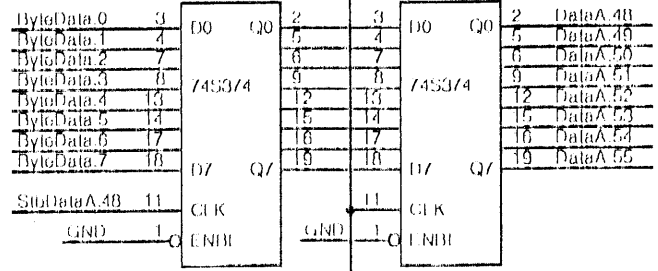 ByteData.0 3 D0 Q0 2 3 D0 Q0 2 DataA.48
ByteData.1 4 5 4 5 DataA.49
ByteData.2 7 6 7 6 DataA.50
ByteData.3 8 74S374 9 8 74S374 9 DataA.51
ByteData.4 13 12 13 12 DataA.52
ByteData.5 14 15 14 15 DataA.53
ByteData.6 17 16 17 16 DataA.54
ByteData.7 18 D7 Q7 19 18 D7 Q7 19 DataA.55
StbDataA.48 11 CLK 11 CLK
GND 1 ENBL GND 1 ENBL